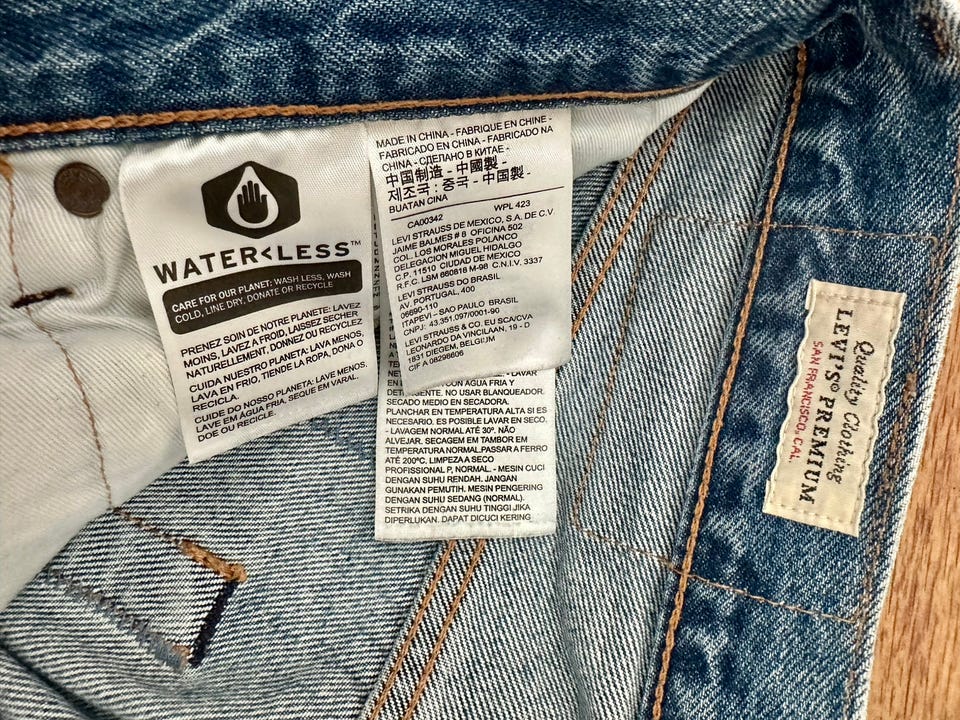 WATER<LESS™
CARE FOR OUR PLANET: WASH LESS, WASH
COLD, LINE DRY, DONATE OR RECYCLE
PRENEZ SOIN DE NOTRE PLANETE: LAVEZ
MOINS, LAVEZ A FROID, LAISSEZ SECHER
NATURELLEMENT, DONNEZ OU RECYCLEZ
CUIDA NUESTRO PLANETA: LAVA MENOS,
LAVA EN FRIO, TIENDE LA ROPA, DONA O
RECICLA.
CUIDE DO NOSSO PLANETA: LAVE MENOS,
LAVE EM ÁGUA FRIA, SEQUE EM VARAL,
DOE OU RECICLE.
MADE IN CHINA - FABRIQUE EN CHINE -
FABRICADO EN CHINA - FABRICADO NA
CHINA - СДЕЛАНО В КИТАЕ -
中国制造 - 中國製 -
제조국 : 중국 - 中国製 -
BUATAN CINA
CA00342 WPL 423
LEVI STRAUSS DE MEXICO, S.A. DE C.V
JAIME BALMES # 8 OFICINA 502
COL. LOS MORALES POLANCO
DELEGACION MIGUEL HIDALGO
C.P. 11510 CIUDAD DE MEXICO
R.F.C. LSM 860818 M-98 C.N.I.V. 3337
LEVI STRAUSS DO BRASIL
AV. PORTUGAL, 400
06690-110
ITAPEVI - SAO PAULO BRASIL
CNPJ: 43.351.097/0001-90
LEVI STRAUSS & CO. EU SCA/CVA
LEONARDO DA VINCILAAN, 19 - D
1831 DIEGEM, BELGIJM
CIF A 08298606
LAVAR
EN CON AGUA FRIA Y
DETERGENTE. NO USAR BLANQUEADOR.
SECADO MEDIO EN SECADORA.
PLANCHAR EN TEMPERATURA ALTA SI ES
NECESARIO. ES POSIBLE LAVAR EN SECO.
- LAVAGEM NORMAL ATÉ 30º. NÃO
ALVEJAR. SECAGEM EM TAMBOR EM
TEMPERATURA NORMAL.PASSAR A FERRO
ATÉ 200ºC. LIMPEZA A SECO
PROFISSIONAL P, NORMAL. - MESIN CUCI
DENGAN SUHU RENDAH. JANGAN
GUNAKAN PEMUTIH. MESIN PENGERING
DENGAN SUHU SEDANG (NORMAL).
SETRIKA DENGAN SUHU TINGGI JIKA
DIPERLUKAN. DAPAT DICUCI KERING
Quality Clothing
LEVI'S® PREMIUM
SAN FRANCISCO, CAL.